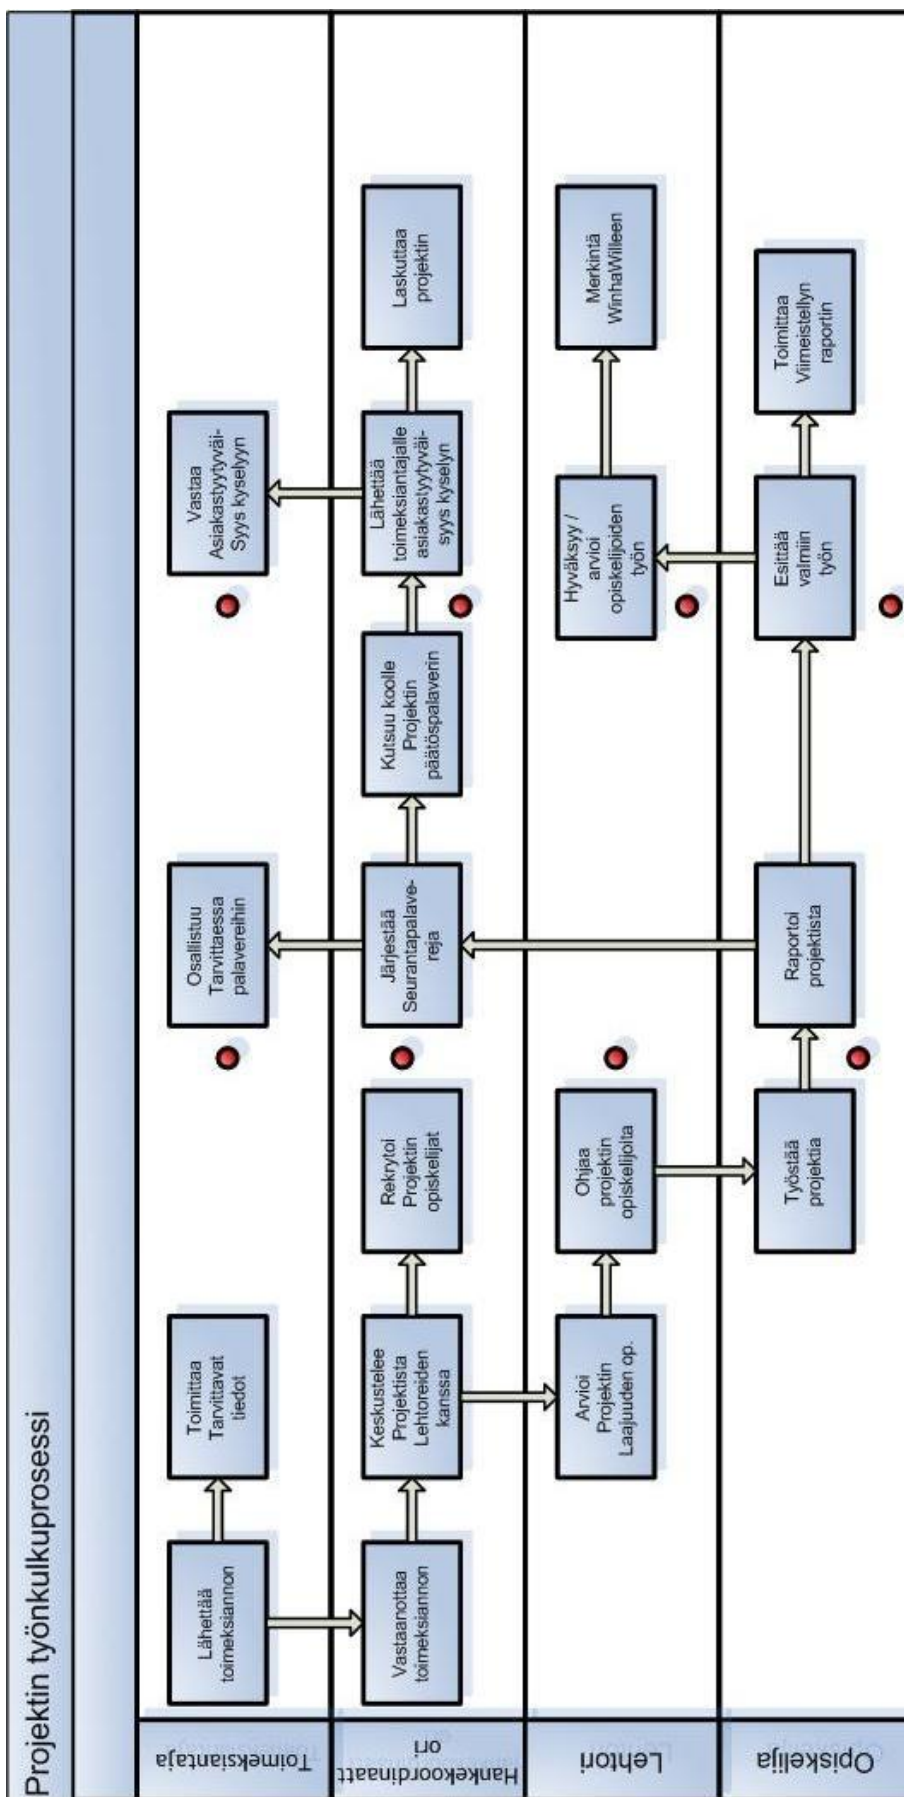 Projektin työnkulkuprosessi
Toimeksiantaja
Lähettää
toimeksiannon
Toimittaa
Tarvittavat
tiedot
Osallistuu
Tarvittaessa
palavereihin
Vastaa
Asiakastyytyväi-
Syys kyselyyn
Hankekoordinaatt
ori
Vastaanottaa
toimeksiannon
Keskustelee
Projektista
Lehtoreiden
kanssa
Rekrytoi
Projektin
opiskelijat
Järjestää
Seurantapalave-
reja
Kutsuu koolle
Projektin
päätöspalaverin
Lähettää
toimeksiantajalle
asiakastyytyväi-
syys kyselyn
Laskuttaa
projektin
Lehtori
Arvioi
Projektin
Laajuuden op.
Ohjaa
projektin
opiskelijoita
Hyväksyy /
arvioi
opiskelijoiden
työn
Merkintä
WinhaWilleen
Opiskelija
Työstää
projektia
Raportoi
projektista
Esittää
valmiin
työn
Toimittaa
Viimeistellyn
raportin